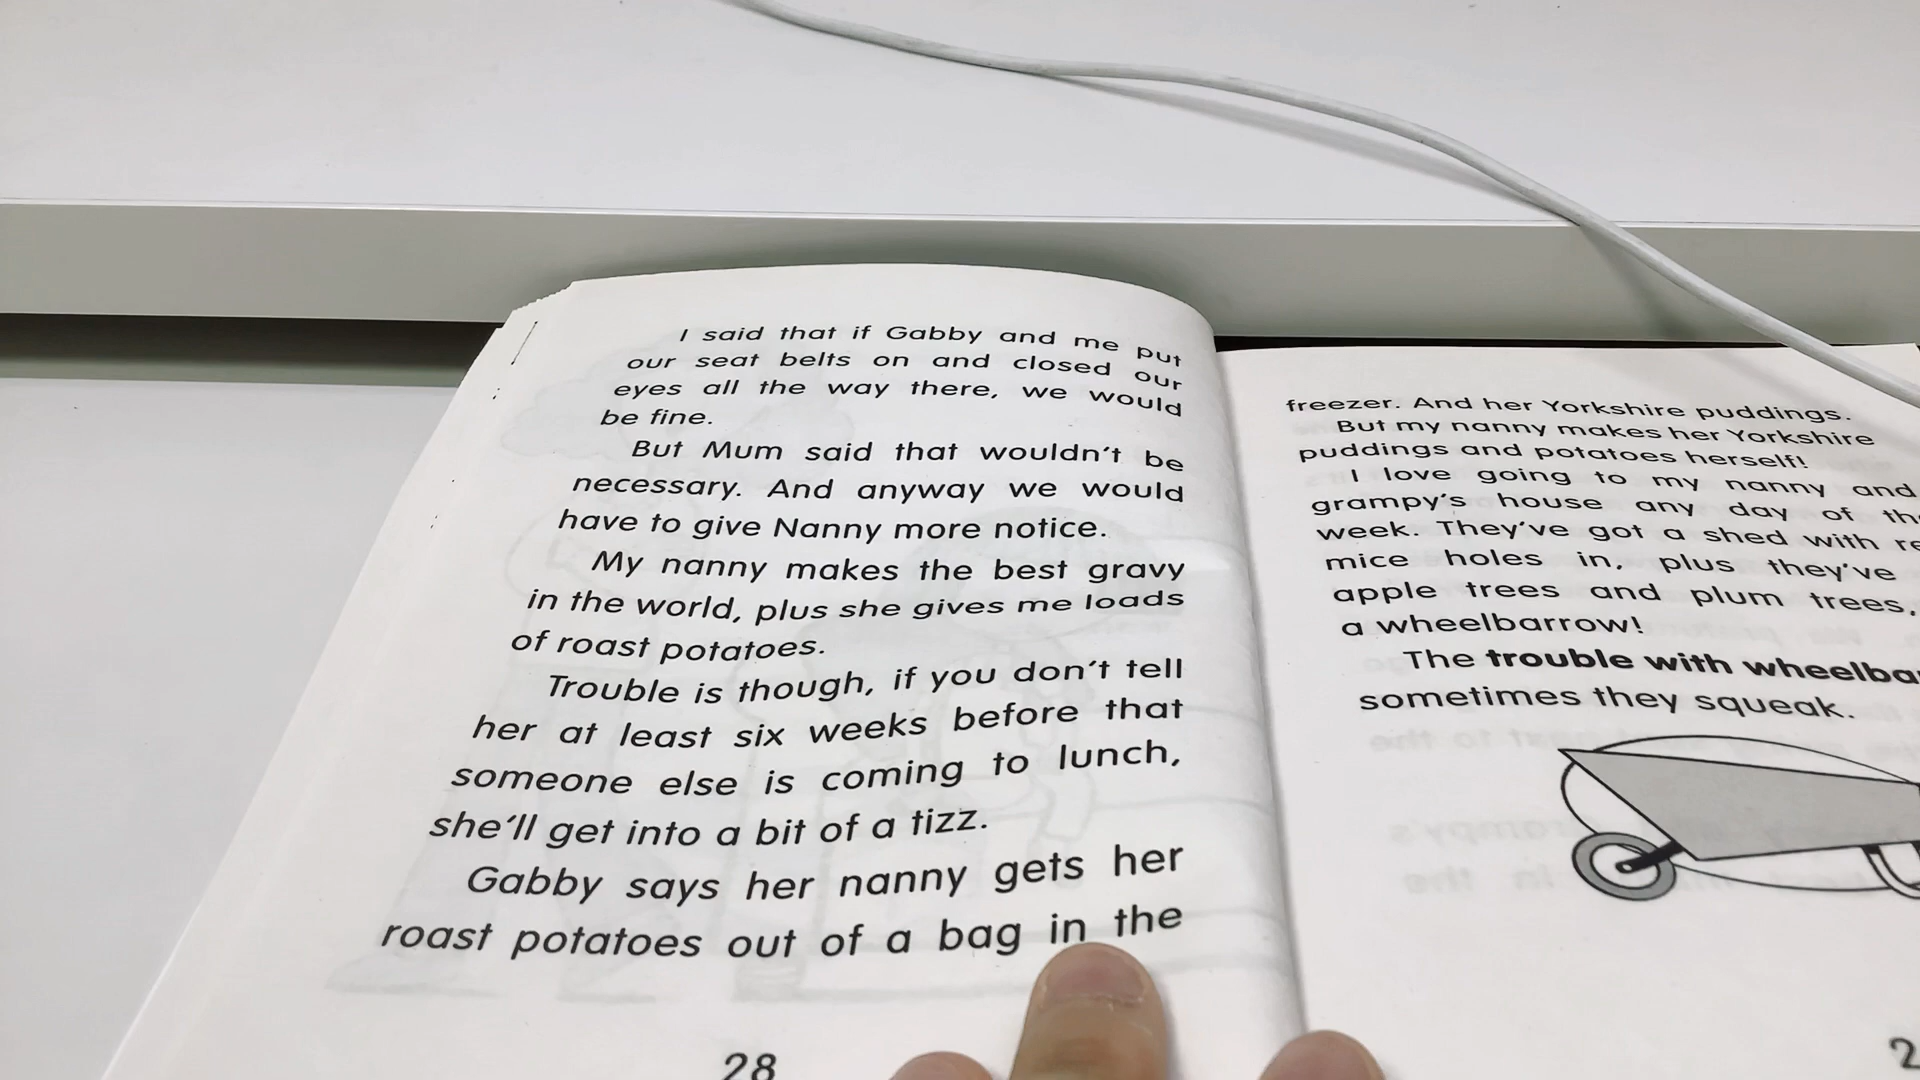 I said that if Gabby and me put
our seat belts on and closed our
eyes all the way there, we would
be fine.
But Mum said that wouldn't be
necessary. And anyway we would
have to give Nanny more notice.
My nanny makes the best gravy
in the world, plus she gives me loads
of roast potatoes.
Trouble is though, if you don't tell
her at least six weeks before that
someone else is coming to lunch,
she'll get into a bit of a tizz.
Gabby says her nanny gets her
roast potatoes out of a bag in the
28
freezer. And her Yorkshire puddings.
But my nanny makes her Yorkshire
puddings and potatoes herself!
I love going to my nanny and
grampy's house any day of
week. They've got a shed with
mice holes in, plus they've
apple trees and plum trees,
a wheelbarrow!
The trouble with
sometimes they squeak.